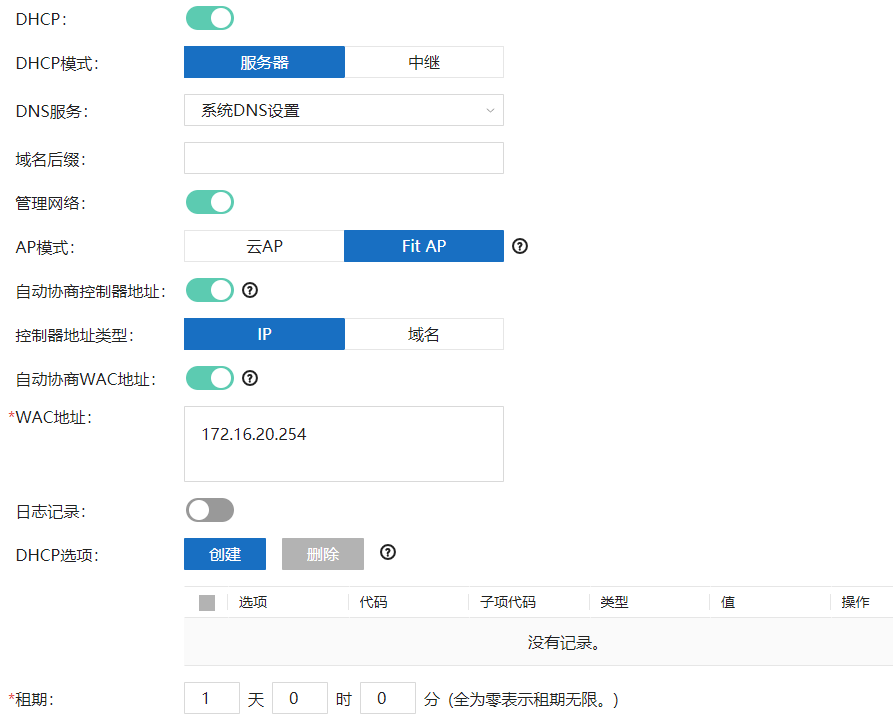 DHCP:
DHCP模式: 服务器 中继
DNS服务: 系统DNS设置
域名后缀:
管理网络:
AP模式: 云AP Fit AP ?
自动协商控制器地址: ?
控制器地址类型: IP 域名
自动协商WAC地址: ?
*WAC地址:
172.16.20.254
日志记录:
DHCP选项: 创建 删除 ?
选项 代码 子项代码 类型 值 操作
没有记录。
*租期: 1 天 0 时 0 分 (全为零表示租期无限。)